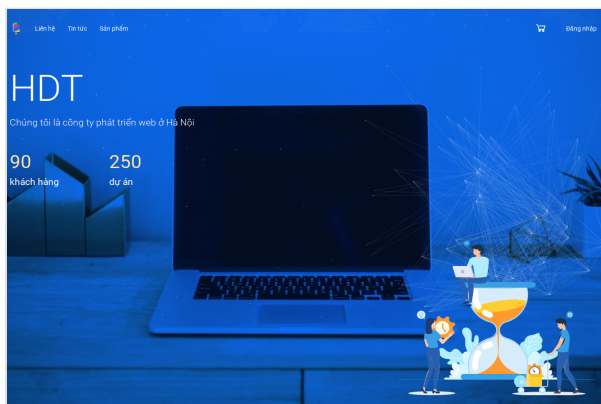 Liên hệ Tin tức Sản phẩm Đăng nhập
HDT
Chúng tôi là công ty phát triển web ở Hà Nội
90 250
khách hàng dự án